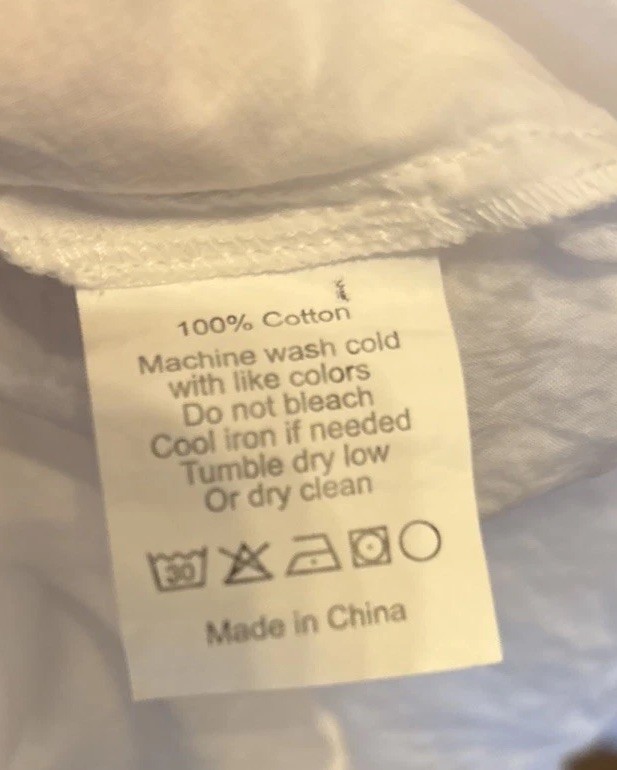 100% Cotton
Machine wash cold
with like colors
Do not bleach
Cool iron if needed
Tumble dry low
Or dry clean
30
Made in China